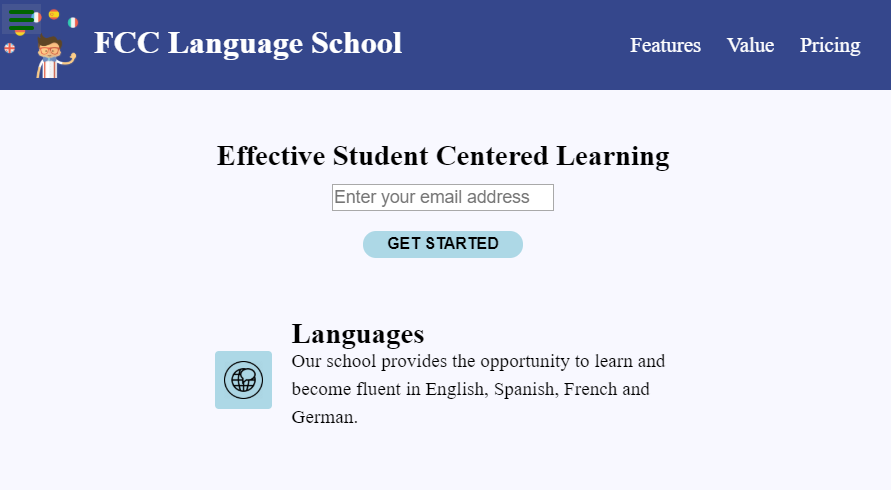 FCC Language School
Features Value Pricing
Effective Student Centered Learning
Enter your email address
GET STARTED
Languages
Our school provides the opportunity to learn and
become fluent in English, Spanish, French and
German.